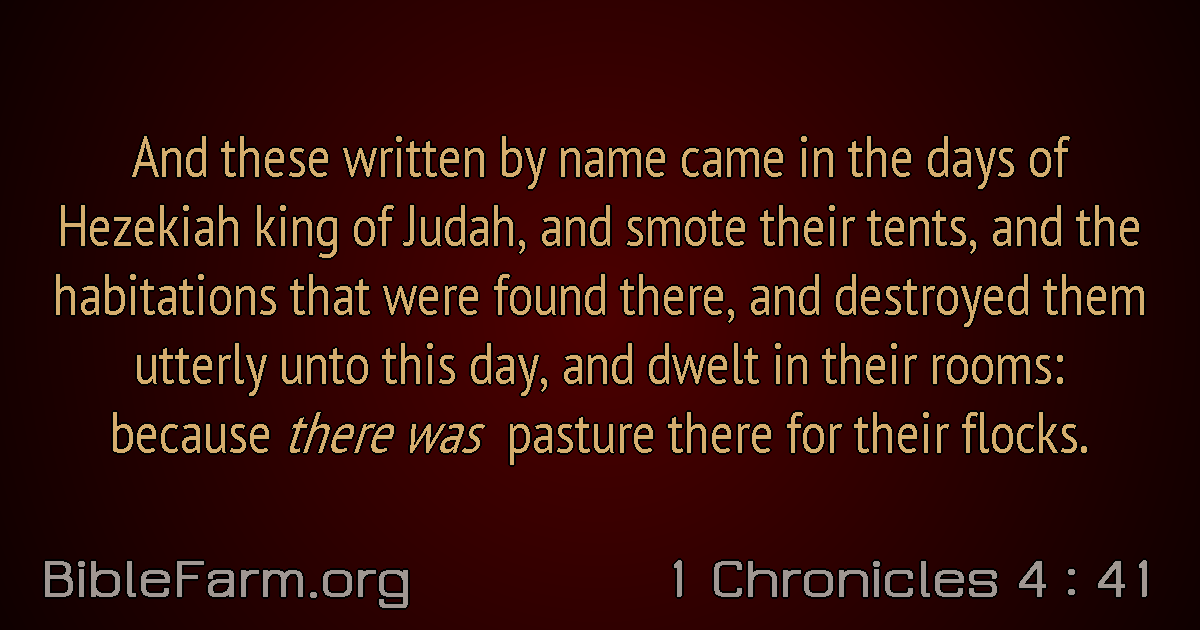 And these written by name came in the days of
Hezekiah king of Judah, and smote their tents, and the
habitations that were found there, and destroyed them
utterly unto this day, and dwelt in their rooms:
because there was pasture there for their flocks.
BibleFarm.org
1 Chronicles 4 : 41